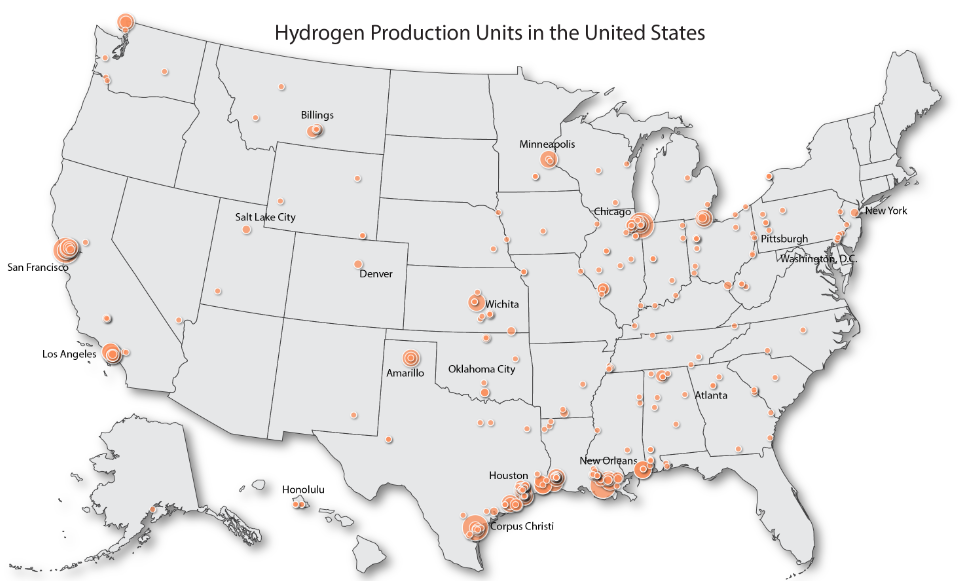 Hydrogen Production Units in the United States
Billings
Minneapolis
Salt Lake City
Chicago
New York
Pittsburgh
Washington, D.C.
San Francisco
Denver
Wichita
Los Angeles
Amarillo
Oklahoma City
Atlanta
New Orleans
Houston
Honolulu
Corpus Christi